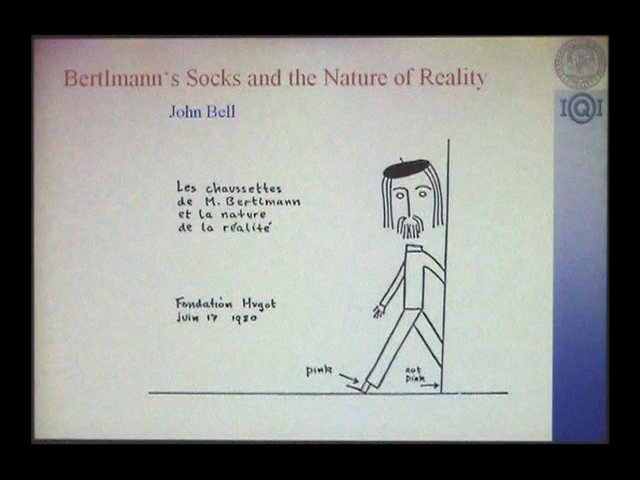 Bertlmann‘s Socks and the Nature of Reality
John Bell
IQI
Les chaussettes
de M. Bertlmann
et la nature
de la réalité
Fondation Hugot
juin 17 1980
pink
not
pink